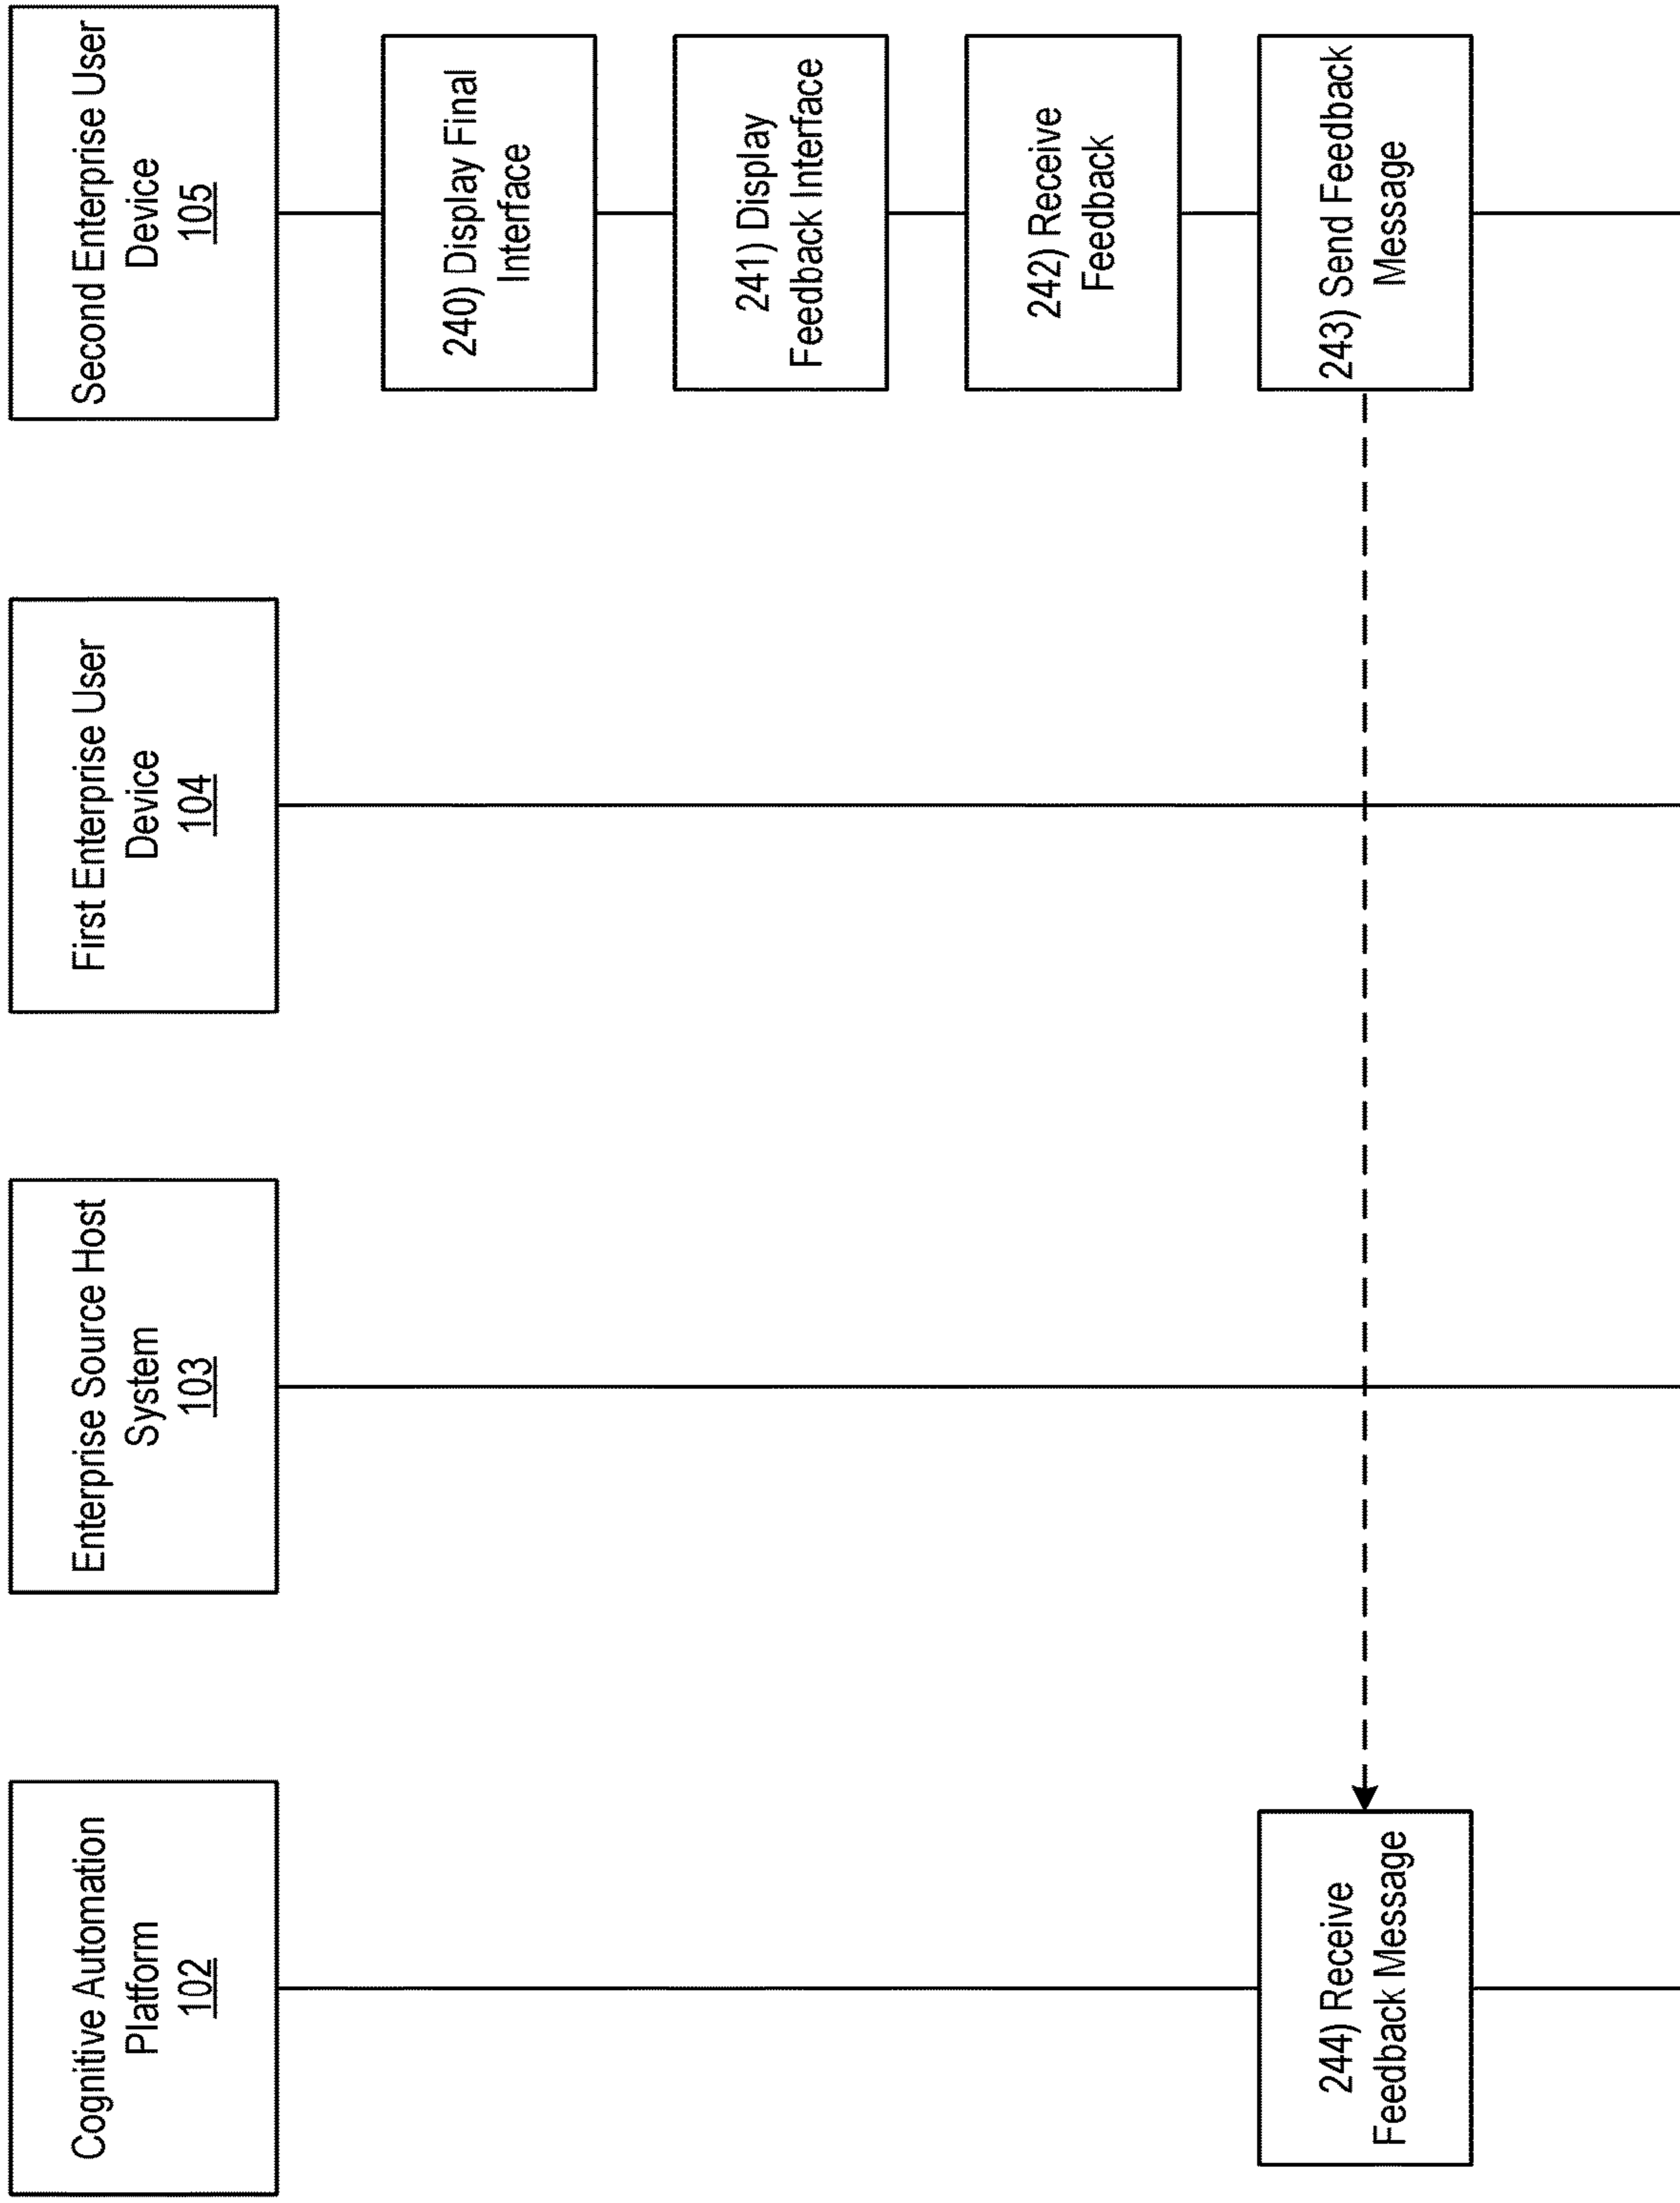 Cognitive Automation
Platform
102
Enterprise Source Host
System
103
First Enterprise User
Device
104
Second Enterprise User
Device
105
240) Display Final
Interface
241) Display
Feedback Interface
242) Receive
Feedback
243) Send Feedback
Message
244) Receive
Feedback Message